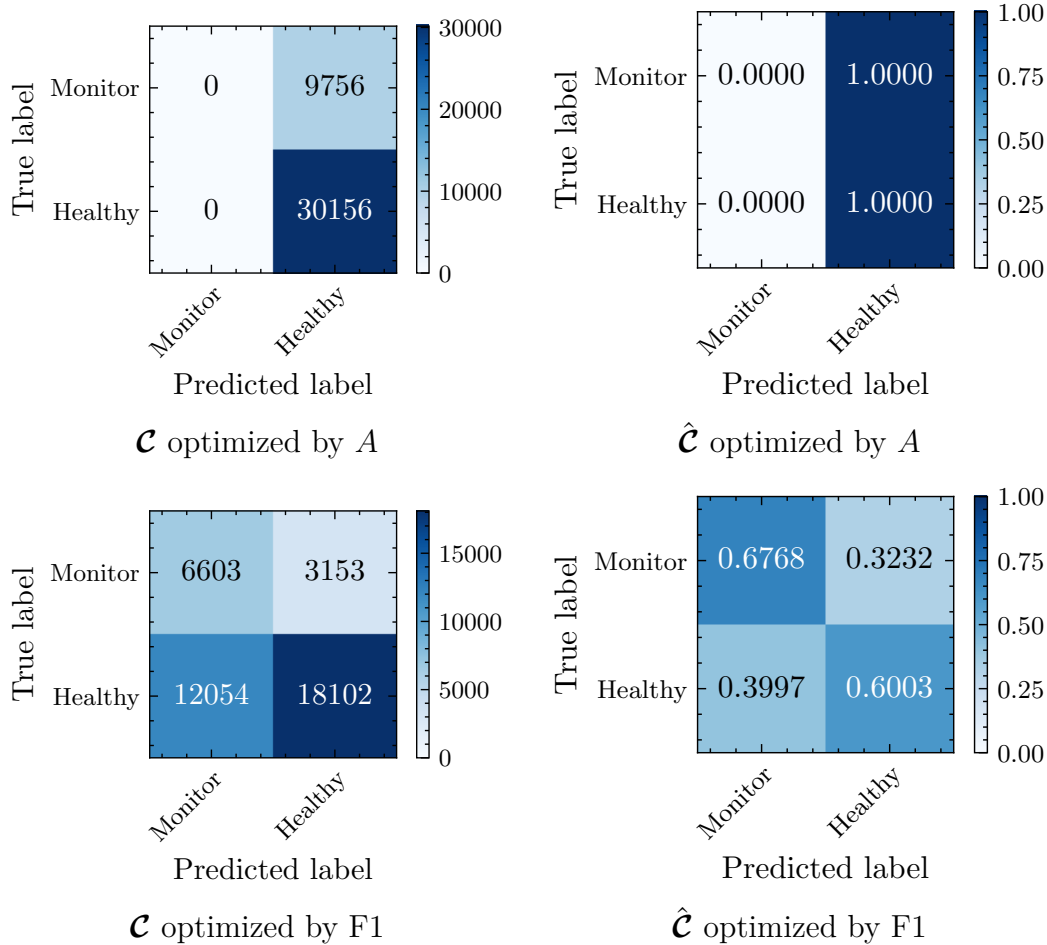 30000
20000
10000
0
True label
Monitor
Healthy
0
9756
0
30156
Monitor
Healthy
Predicted label
𝓒 optimized by A
1.00
0.75
0.50
0.25
0.00
True label
Monitor
Healthy
0.0000
1.0000
0.0000
1.0000
Monitor
Healthy
Predicted label
𝓒̂ optimized by A
15000
10000
5000
0
True label
Monitor
Healthy
6603
3153
12054
18102
Monitor
Healthy
Predicted label
𝓒 optimized by F1
1.00
0.75
0.50
0.25
0.00
True label
Monitor
Healthy
0.6768
0.3232
0.3997
0.6003
Monitor
Healthy
Predicted label
𝓒̂ optimized by F1